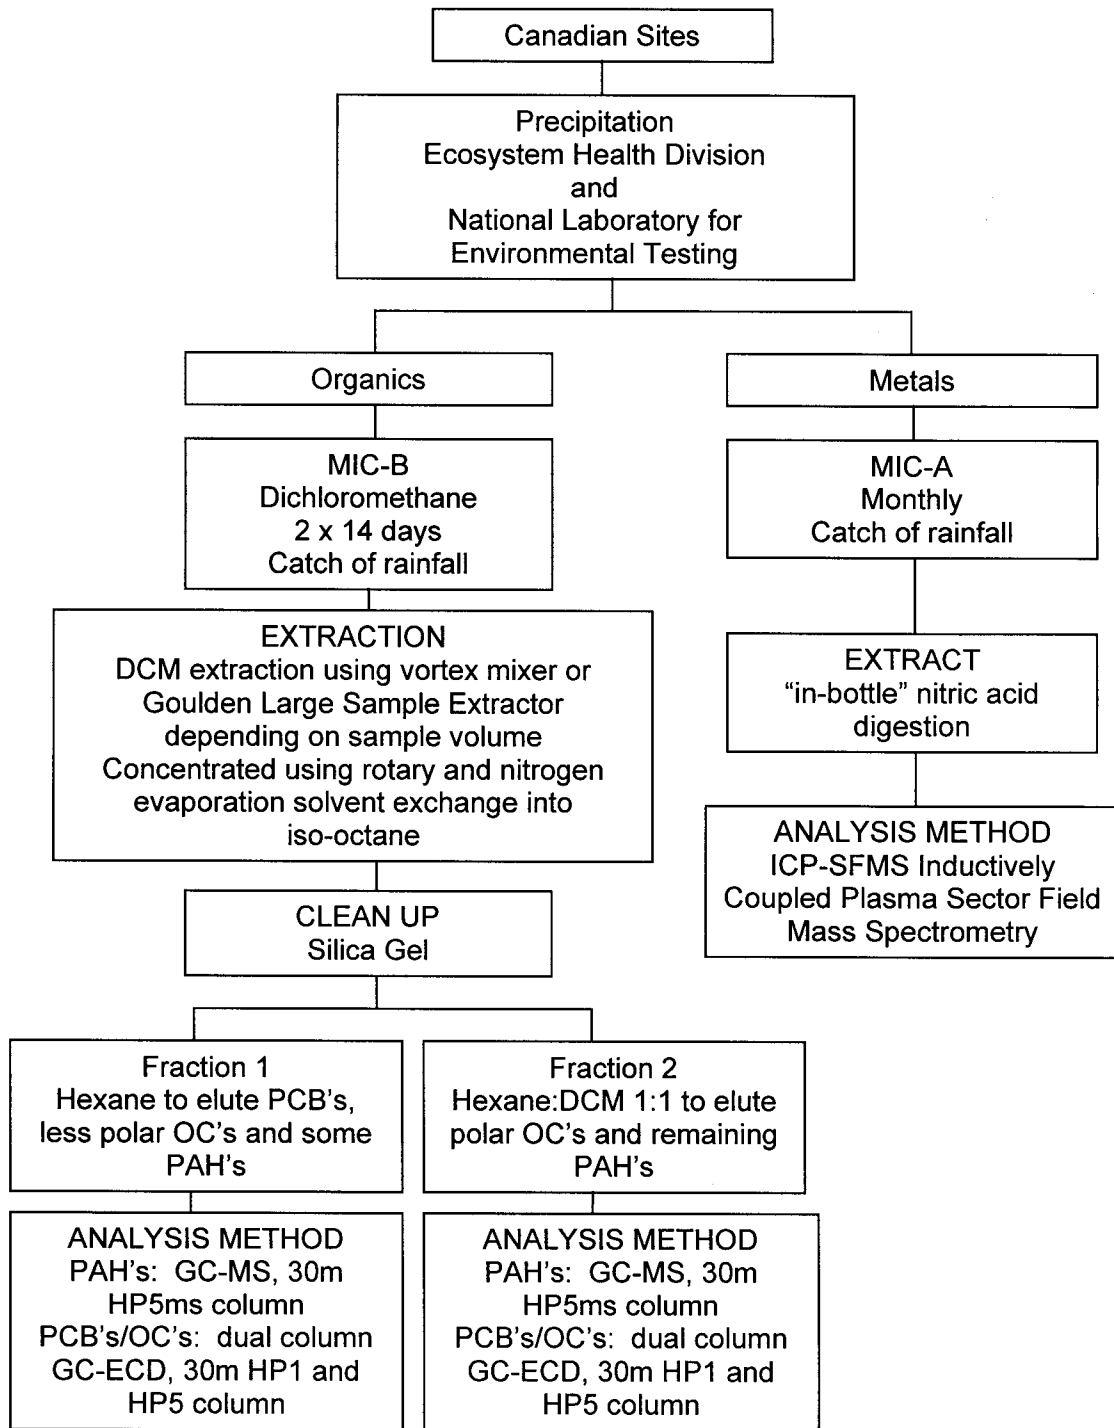 Canadian Sites
Precipitation
Ecosystem Health Division
and
National Laboratory for
Environmental Testing
Organics
Metals
MIC-B
Dichloromethane
2 x 14 days
Catch of rainfall
MIC-A
Monthly
Catch of rainfall
EXTRACTION
DCM extraction using vortex mixer or
Goulden Large Sample Extractor
depending on sample volume
Concentrated using rotary and nitrogen
evaporation solvent exchange into
iso-octane
EXTRACT
“in-bottle” nitric acid
digestion
ANALYSIS METHOD
ICP-SFMS Inductively
Coupled Plasma Sector Field
Mass Spectrometry
CLEAN UP
Silica Gel
Fraction 1
Hexane to elute PCB's,
less polar OC's and some
PAH's
Fraction 2
Hexane:DCM 1:1 to elute
polar OC's and remaining
PAH's
ANALYSIS METHOD
PAH's:  GC-MS, 30m
HP5ms column
PCB's/OC's:  dual column
GC-ECD, 30m HP1 and
HP5 column
ANALYSIS METHOD
PAH's:  GC-MS, 30m
HP5ms column
PCB's/OC's:  dual column
GC-ECD, 30m HP1 and
HP5 column